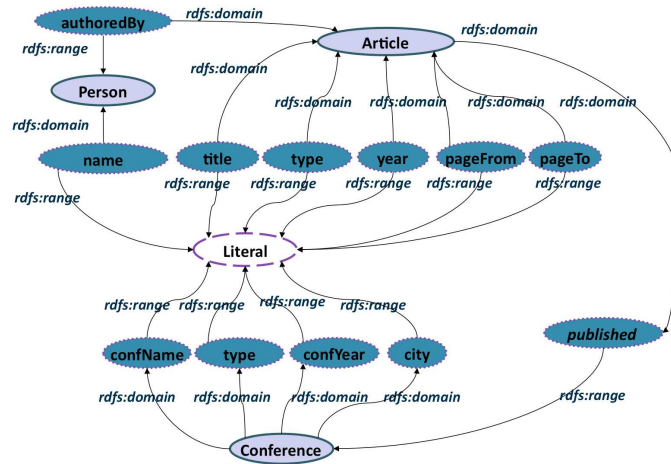 authoredBy
rdfs:domain
Article
rdfs:range
rdfs:domain
rdfs:domain
Person
rdfs:domain
rdfs:domain
rdfs:domain
rdfs:domain
rdfs:domain
name
title
type
year
pageFrom
pageTo
rdfs:range
rdfs:range
rdfs:range
rdfs:range
rdfs:range
rdfs:range
Literal
rdfs:range
rdfs:range
rdfs:range
rdfs:range
published
confName
type
confYear
city
rdfs:domain
rdfs:domain
rdfs:domain
rdfs:domain
rdfs:range
Conference